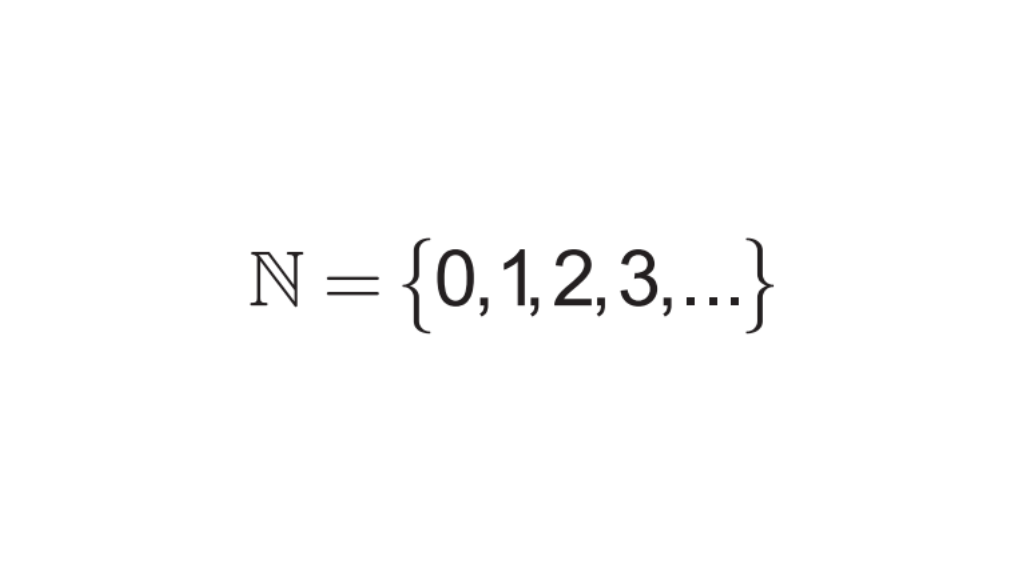 ℕ = {0, 1, 2, 3, ...}